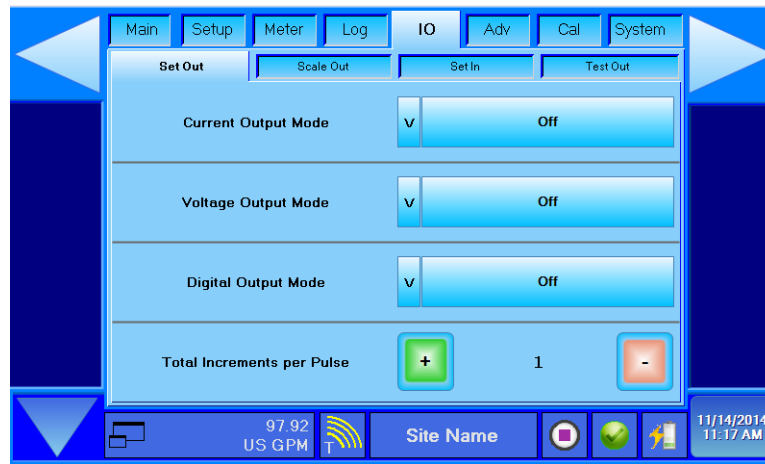 Main Setup Meter Log IO Adv Cal System
Set Out Scale Out Set In Test Out
Current Output Mode V Off
Voltage Output Mode V Off
Digital Output Mode V Off
Total Increments per Pulse + 1 -
97.92
US GPM T Site Name
11/14/2014
11:17 AM